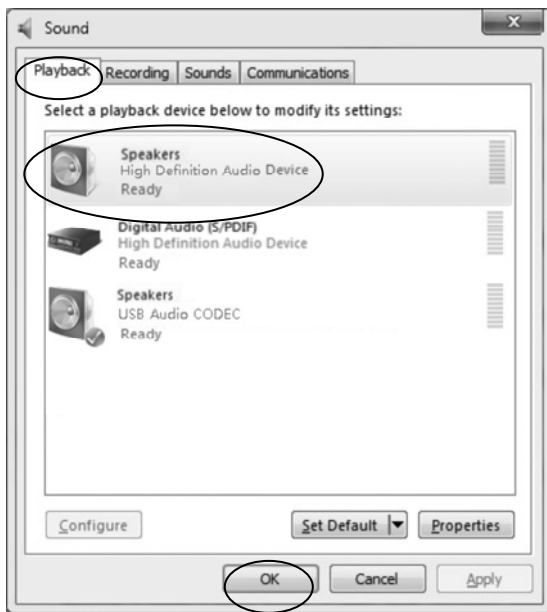 Sound
Playback Recording Sounds Communications
Select a playback device below to modify its settings:
Speakers
High Definition Audio Device
Ready
Digital Audio (S/PDIF)
High Definition Audio Device
Ready
Speakers
USB Audio CODEC
Ready
Configure Set Default Properties
OK Cancel Apply